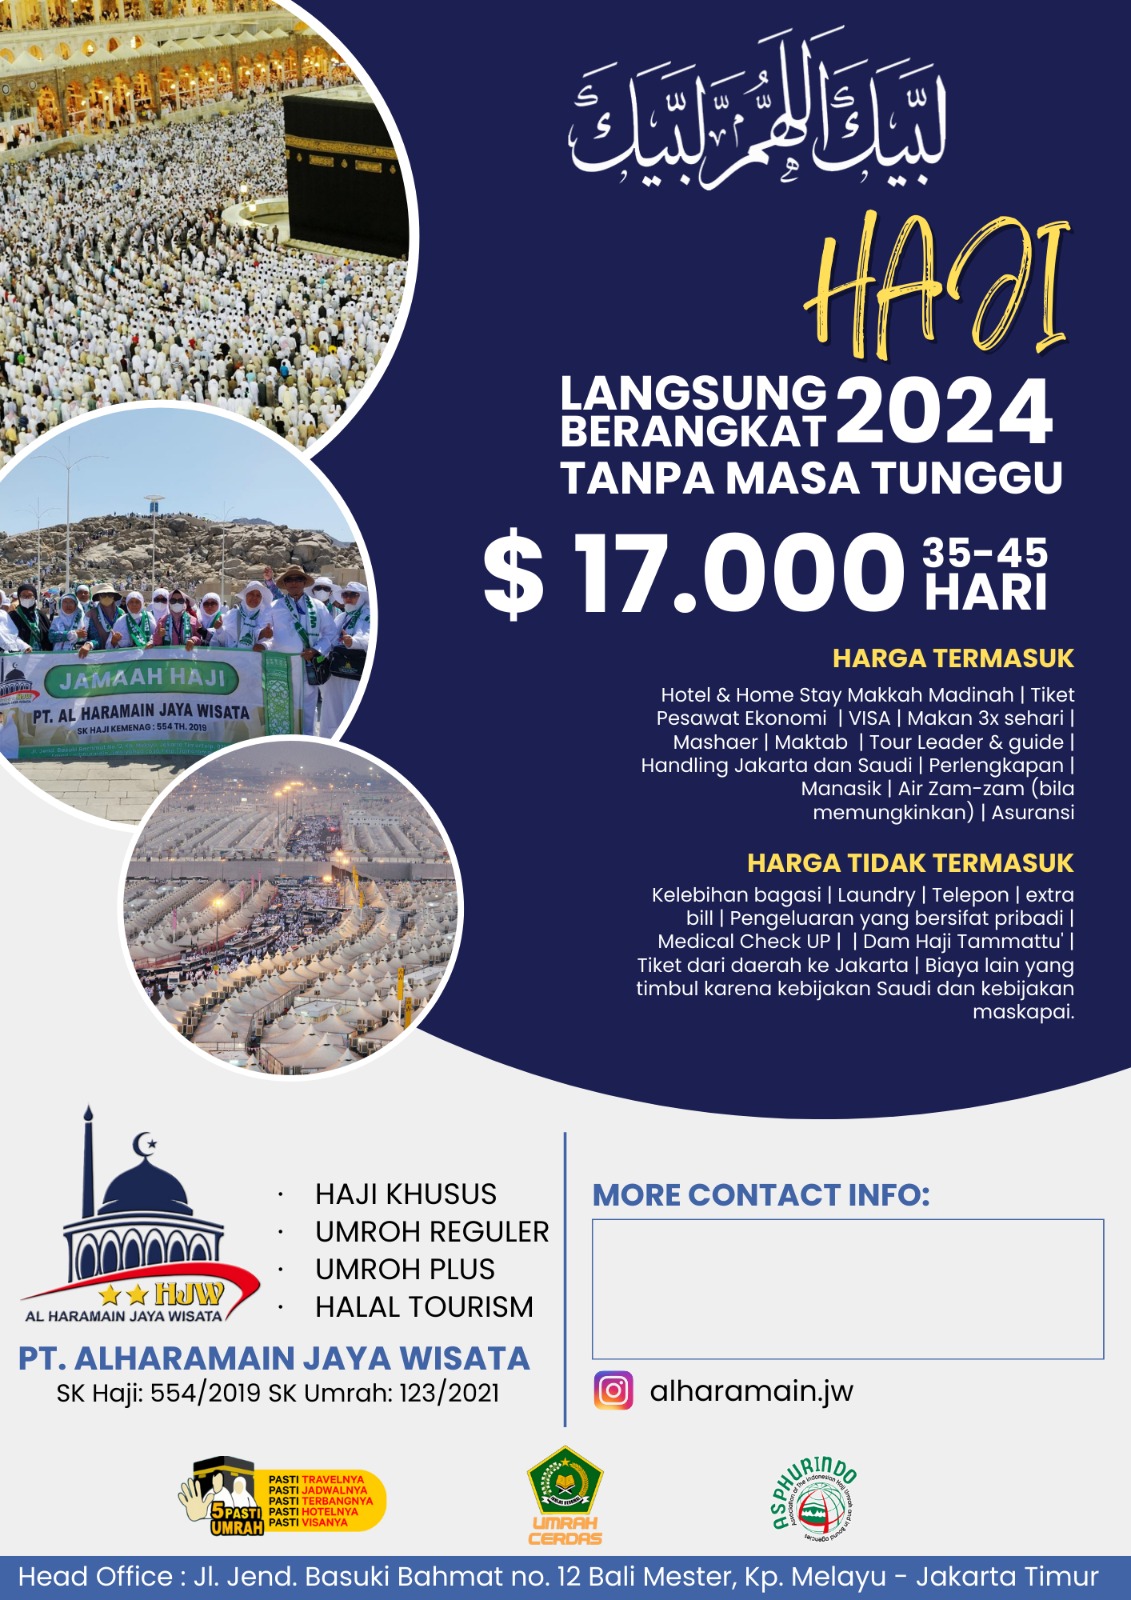 لبيك اللهم لبيك
HAJI
LANGSUNG
BERANGKAT 2024
TANPA MASA TUNGGU
$ 17.000 35-45
HARI
HARGA TERMASUK
Hotel & Home Stay Makkah Madinah | Tiket
Pesawat Ekonomi | VISA | Makan 3x sehari |
Mashaer | Maktab | Tour Leader & guide |
Handling Jakarta dan Saudi | Perlengkapan |
Manasik | Air Zam-zam (bila
memungkinkan) | Asuransi
HARGA TIDAK TERMASUK
Kelebihan bagasi | Laundry | Telepon | extra
bill | Pengeluaran yang bersifat pribadi |
Medical Check UP | | Dam Haji Tammattu' |
Tiket dari daerah ke Jakarta | Biaya lain yang
timbul karena kebijakan Saudi dan kebijakan
maskapai.
JAMAAH HAJI
PT. AL HARAMAIN JAYA WISATA
SK HAJI KEMENAG : 554 TH. 2019
HJW
AL HARAMAIN JAYA WISATA
· HAJI KHUSUS
· UMROH REGULER
· UMROH PLUS
· HALAL TOURISM
PT. ALHARAMAIN JAYA WISATA
SK Haji: 554/2019 SK Umrah: 123/2021
MORE CONTACT INFO:
alharamain.jw
5 PASTI
UMRAH
PASTI TRAVELNYA
PASTI JADWALNYA
PASTI TERBANGNYA
PASTI HOTELNYA
PASTI VISANYA
UMRAH
CERDAS
ASPHURINDO
Head Office : Jl. Jend. Basuki Bahmat no. 12 Bali Mester, Kp. Melayu - Jakarta Timur